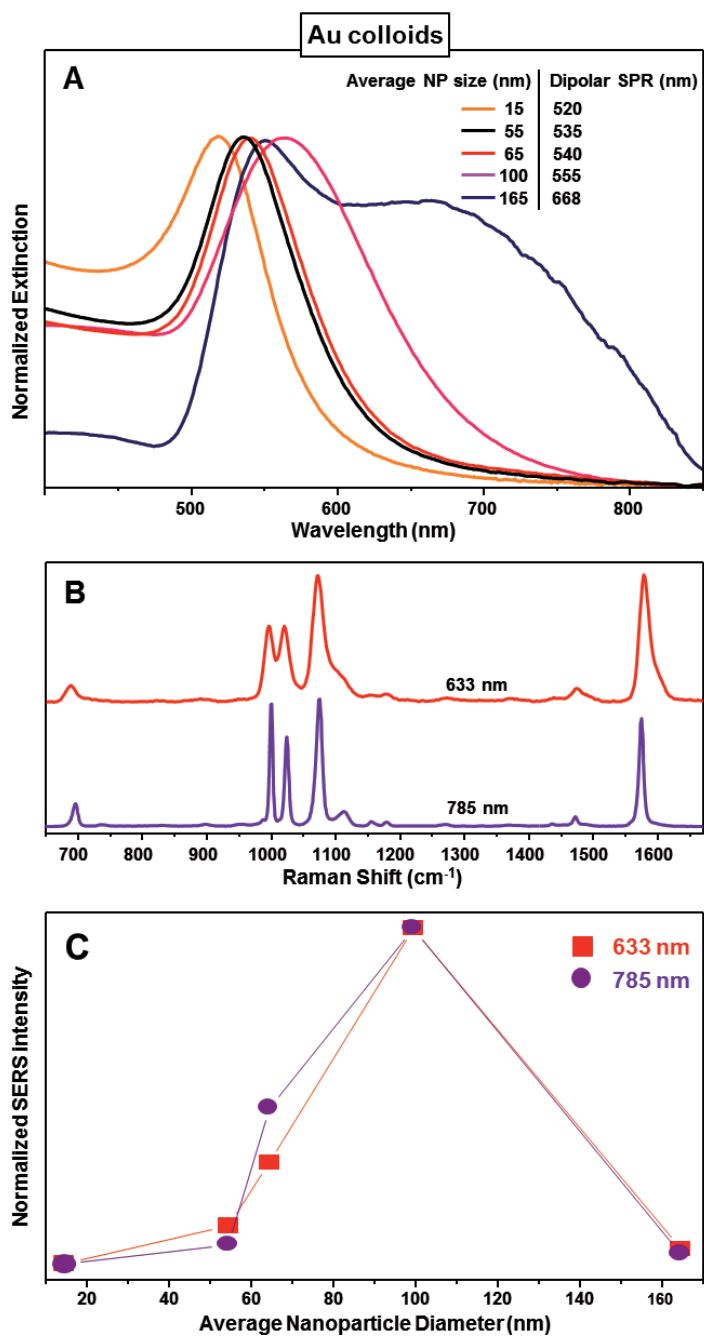 Au colloids
A
Average NP size (nm) Dipolar SPR (nm)
15 520
55 535
65 540
100 555
165 668
Normalized Extinction
500 600 700 800
Wavelength (nm)
B
633 nm
785 nm
700 800 900 1000 1100 1200 1300 1400 1500 1600
Raman Shift (cm-1)
C
633 nm
785 nm
Normalized SERS Intensity
20 40 60 80 100 120 140 160
Average Nanoparticle Diameter (nm)